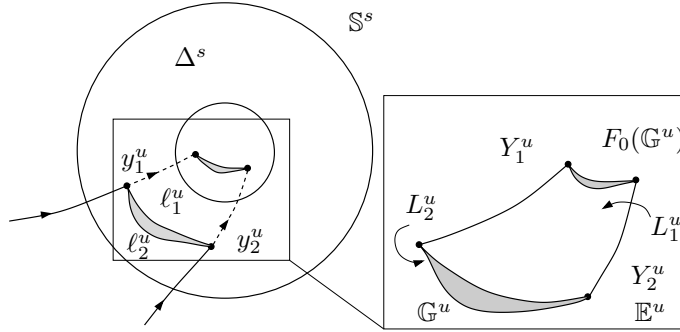 𝕊^s
Δ^s
y_1^u
ℓ_1^u
ℓ_2^u
y_2^u
Y_1^u
F_0(𝔾^u)
L_2^u
L_1^u
Y_2^u
𝔾^u
𝔼^u